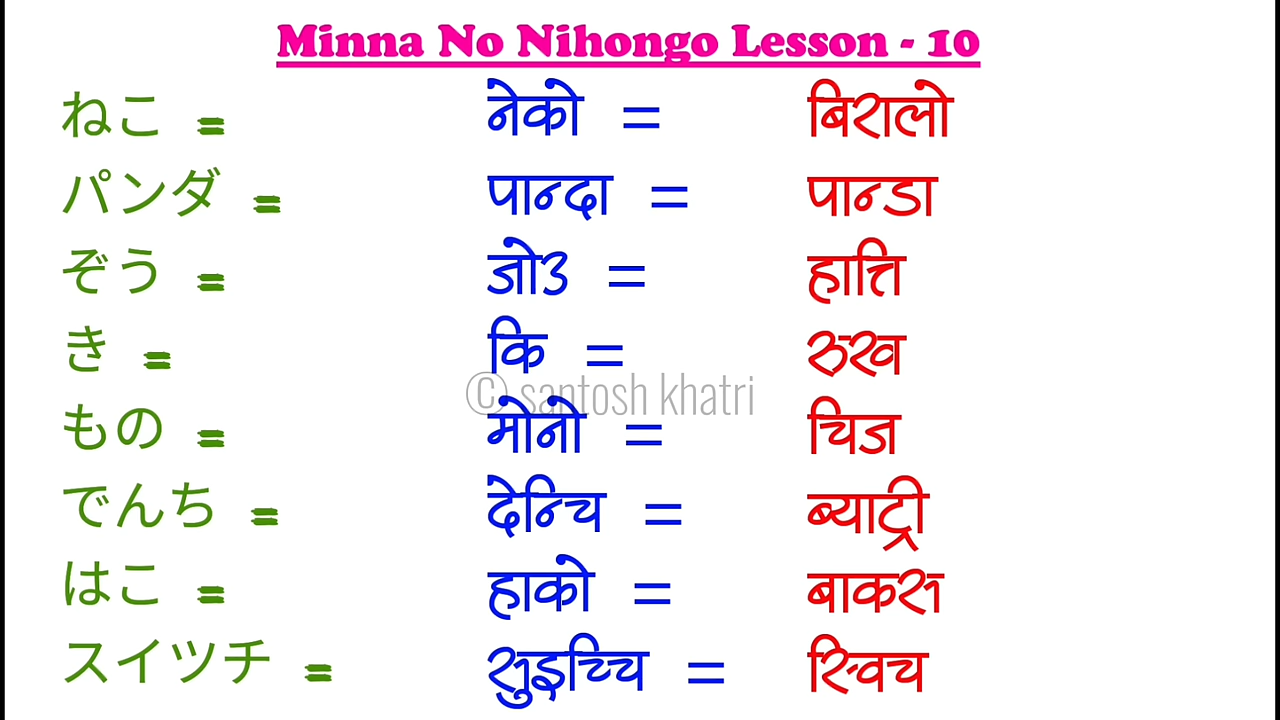 Minna No Nihongo Lesson - 10
ねこ = नेको = बिरालो
パンダ = पान्दा = पान्डा
ぞう = जोउ = हात्ति
き = कि = रुख
© santosh khatri
もの = मोनो = चिज
でんち = देन्चि = ब्याट्री
はこ = हाको = बाकस
スイツチ = सुइच्चि = स्विच